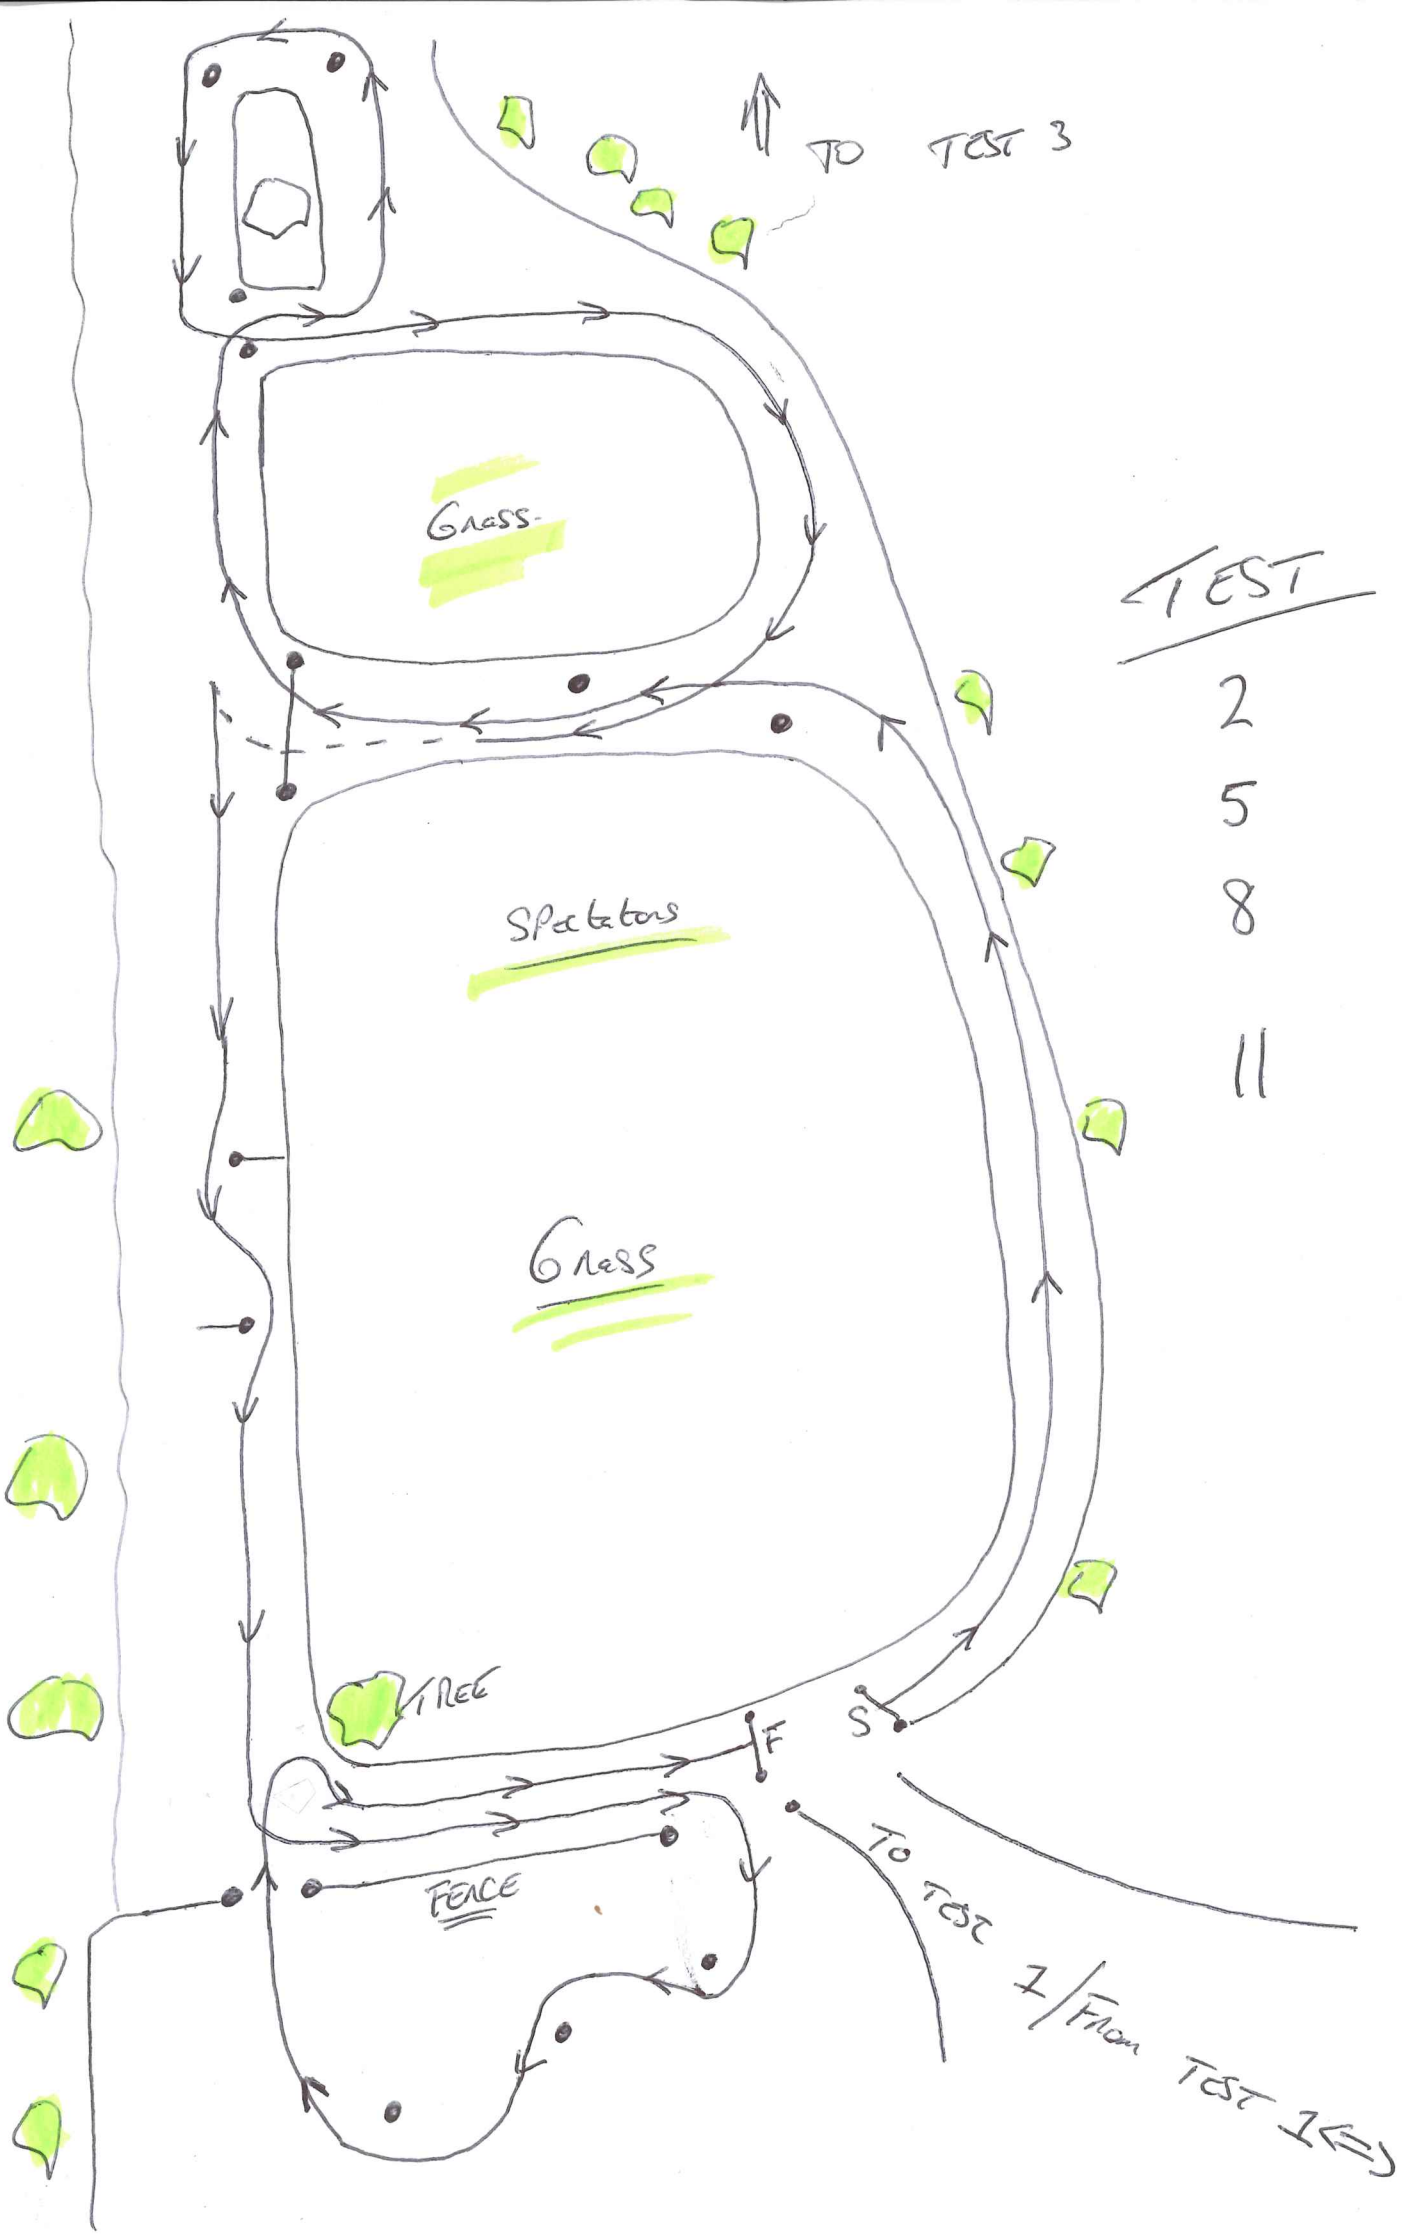 TO TEST 3
Grass.
TEST
2
5
8
11
Spectators
Grass
TREE
F
S
FENCE
TO TEST 1/From TEST 1